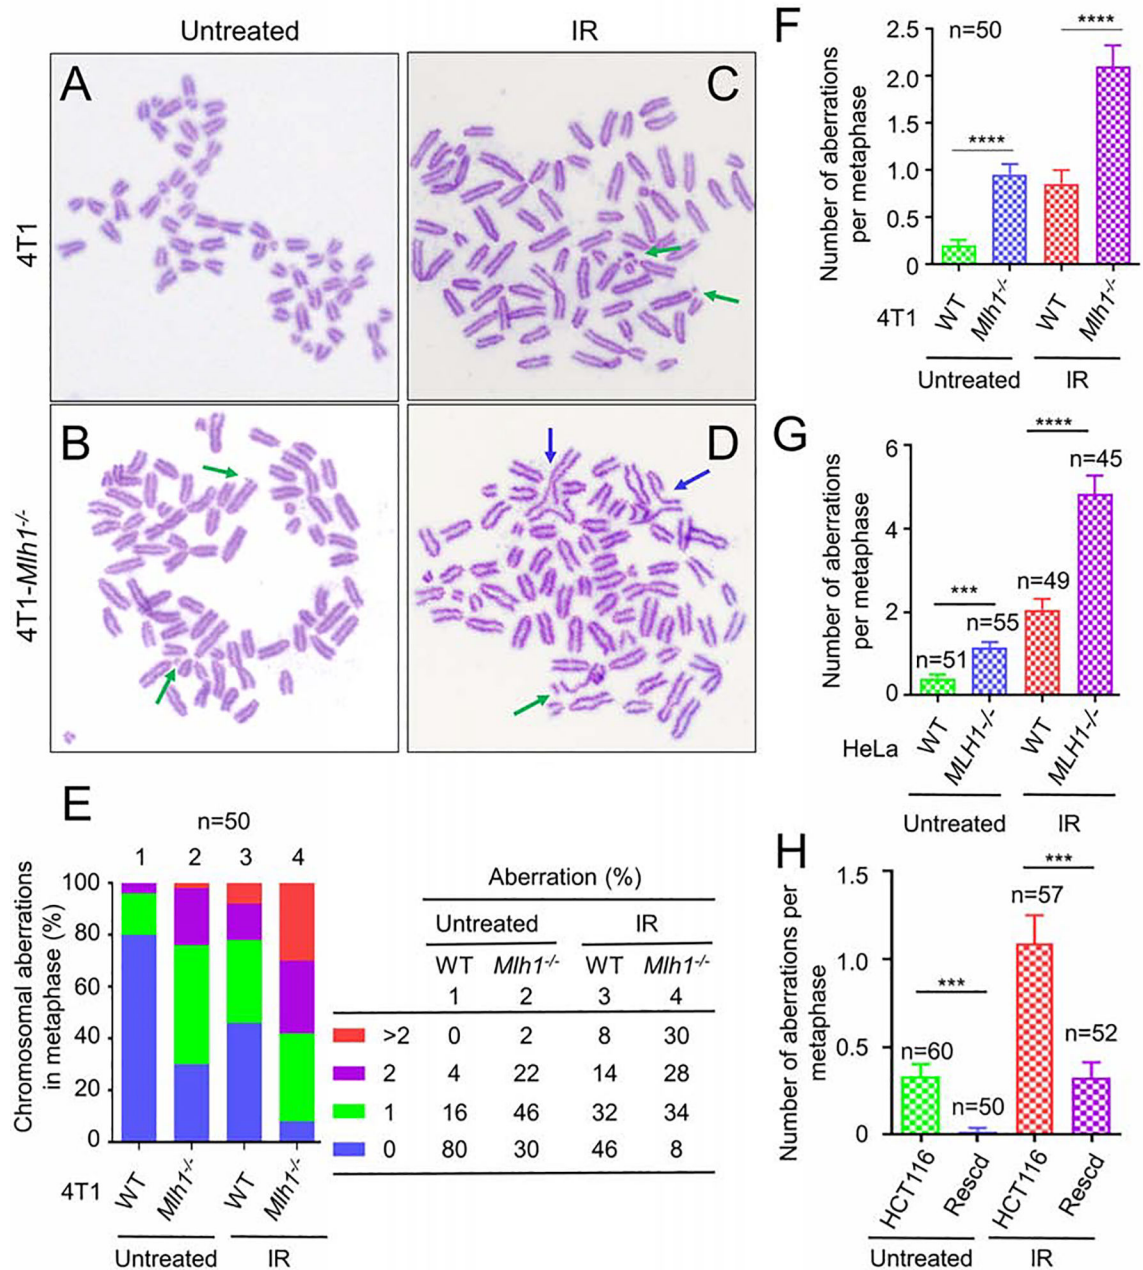 Untreated
IR
A
C
4T1
B
D
4T1-Mlh1-/-
E
n=50
1 2 3 4
Chromosomal aberrations
in metaphase (%)
100
80
60
40
20
0
4T1
WT
Mlh1-/-
WT
Mlh1-/-
Untreated
IR
Aberration (%)
Untreated IR
WT Mlh1-/- WT Mlh1-/-
1 2 3 4
>2 0 2 8 30
2 4 22 14 28
1 16 46 32 34
0 80 30 46 8
F
Number of aberrations
per metaphase
n=50
****
****
2.5
2.0
1.5
1.0
0.5
0
4T1
WT
Mlh1-/-
WT
Mlh1-/-
Untreated
IR
G
Number of aberrations
per metaphase
6
4
2
0
****
n=45
***
n=49
n=55
n=51
HeLa
WT
MLH1-/-
WT
MLH1-/-
Untreated
IR
H
Number of aberrations per
metaphase
1.5
1.0
0.5
0
***
n=57
***
n=60
n=52
n=50
HCT116
Rescd
HCT116
Rescd
Untreated
IR